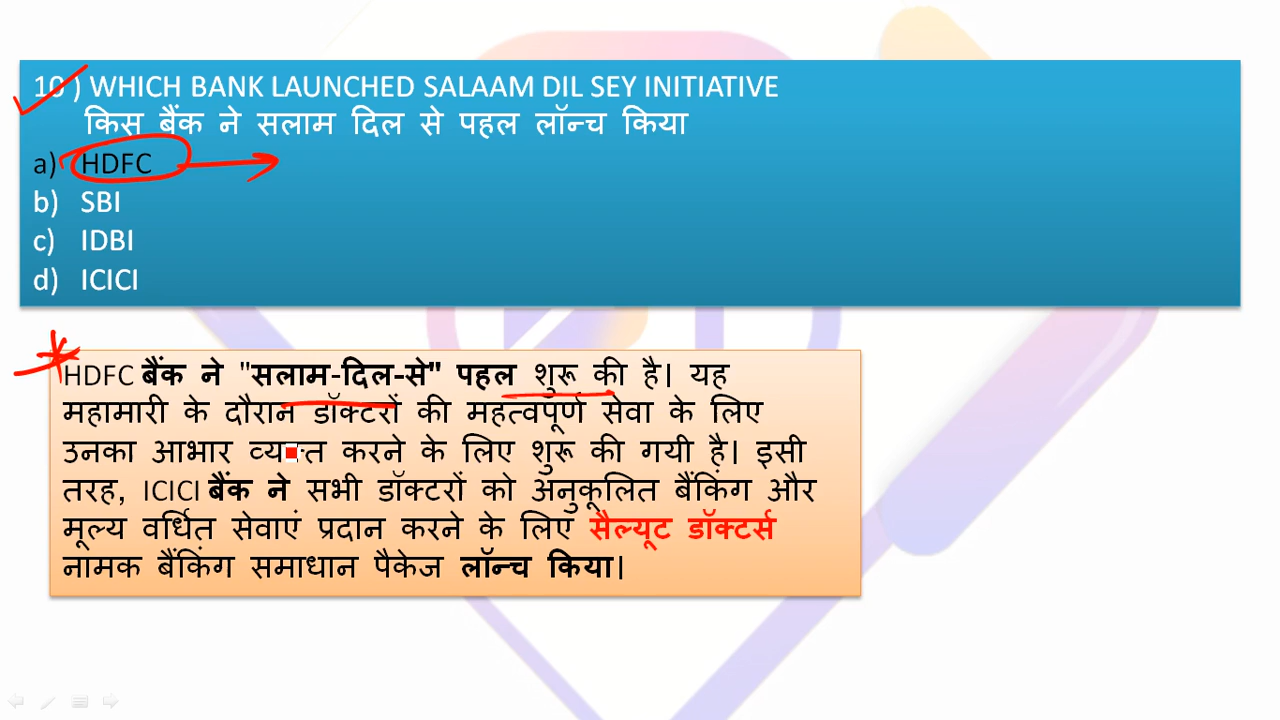 10 ) WHICH BANK LAUNCHED SALAAM DIL SEY INITIATIVE
किस बैंक ने सलाम दिल से पहल लॉन्च किया
a) HDFC
b) SBI
c) IDBI
d) ICICI
HDFC बैंक ने "सलाम-दिल-से" पहल शुरू की है। यह
महामारी के दौरान डॉक्टरों की महत्वपूर्ण सेवा के लिए
उनका आभार व्यक्त करने के लिए शुरू की गयी है। इसी
तरह, ICICI बैंक ने सभी डॉक्टरों को अनुकूलित बैंकिंग और
मूल्य वर्धित सेवाएं प्रदान करने के लिए सैल्यूट डॉक्टर्स
नामक बैंकिंग समाधान पैकेज लॉन्च किया।